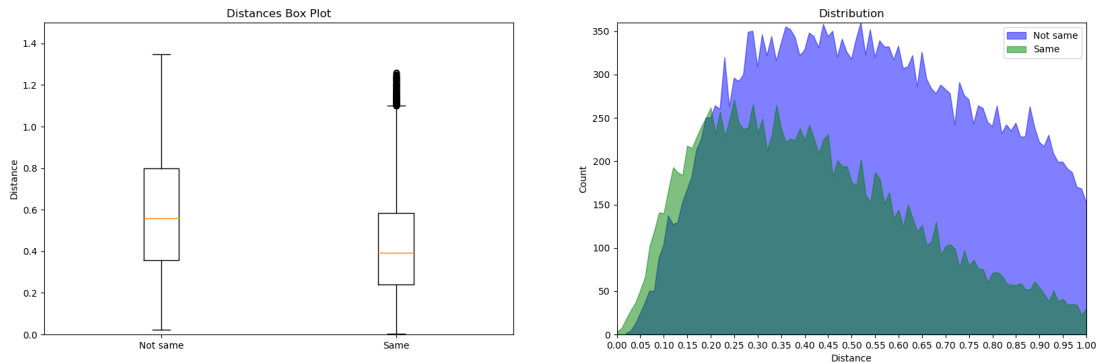 Distances Box Plot
1.4
1.2
1.0
0.8
0.6
0.4
0.2
0.0
Distance
Not same
Same
Distribution
350
300
250
200
150
100
50
0
Count
Not same
Same
0.00 0.05 0.10 0.15 0.20 0.25 0.30 0.35 0.40 0.45 0.50 0.55 0.60 0.65 0.70 0.75 0.80 0.85 0.90 0.95 1.00
Distance